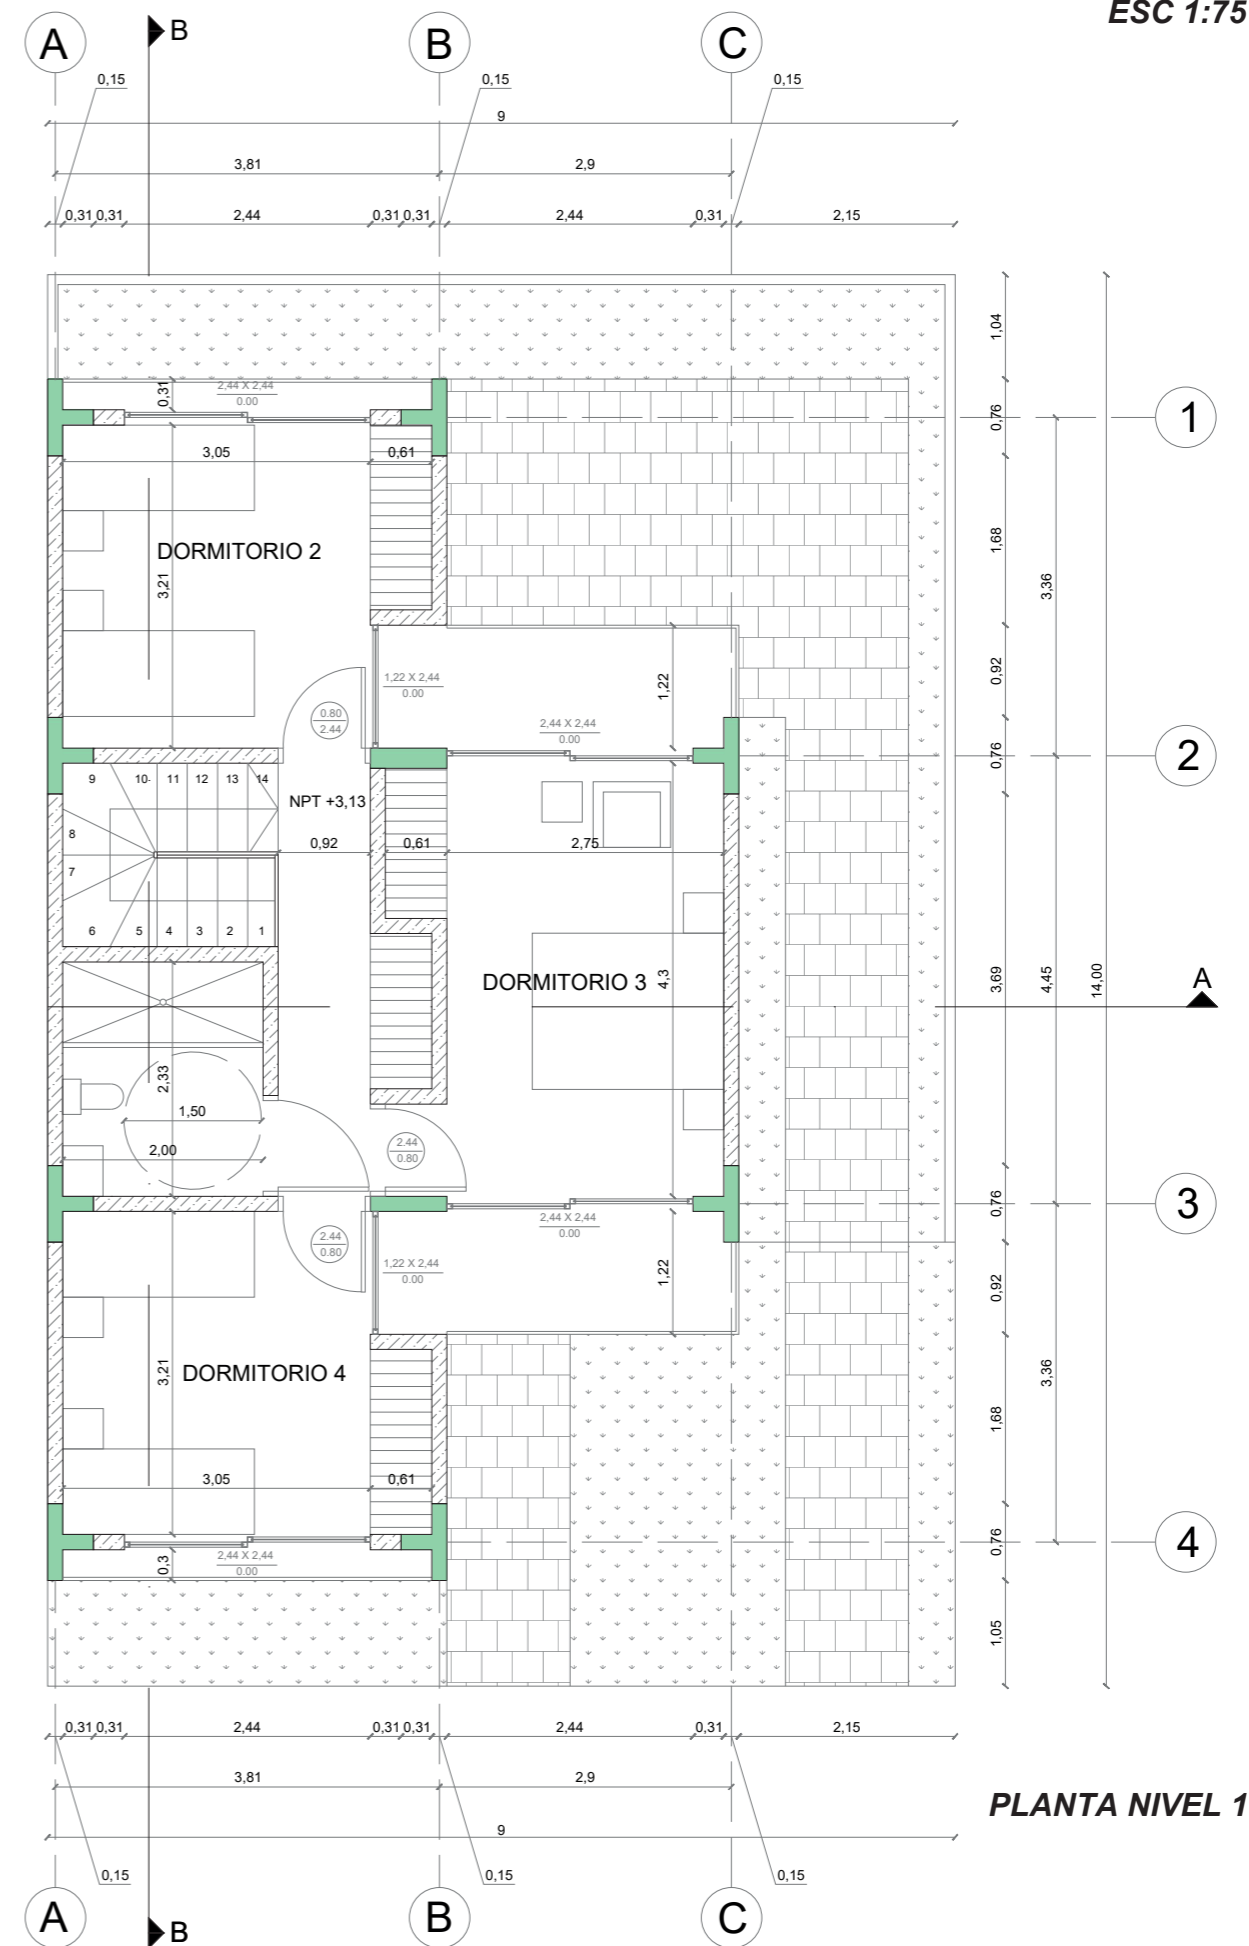 ESC 1:75
A B B C
0,15 0,15 0,15
9
3,81 2,9
0,31 0,31 2,44 0,31 0,31 2,44 0,31 2,15
1,04
0,31 2,44 X 2,44
0.00
0,76 1
3,05 0,61
1,68
DORMITORIO 2
3,21 3,36
1,22 X 2,44
0.00
1,22 0,92
0.80
2.44
2,44 X 2,44
0.00
0,76 2
9 10 11 12 13 14
NPT +3,13
8 0,92 0,61 2,75
7
6 5 4 3 2 1
DORMITORIO 3 4,3 3,69 4,45 14,00 A
2,33
1,50
2,00
2.44
0.80
0,76 3
2,44 X 2,44
0.00
2.44
0.80
1,22 X 2,44
0.00
1,22 0,92
3,21 DORMITORIO 4 3,36
1,68
3,05 0,61
0,76 4
0,3 2,44 X 2,44
0.00
1,05
0,31 0,31 2,44 0,31 0,31 2,44 0,31 2,15
3,81 2,9
PLANTA NIVEL 1
9
0,15 0,15 0,15
A B B C